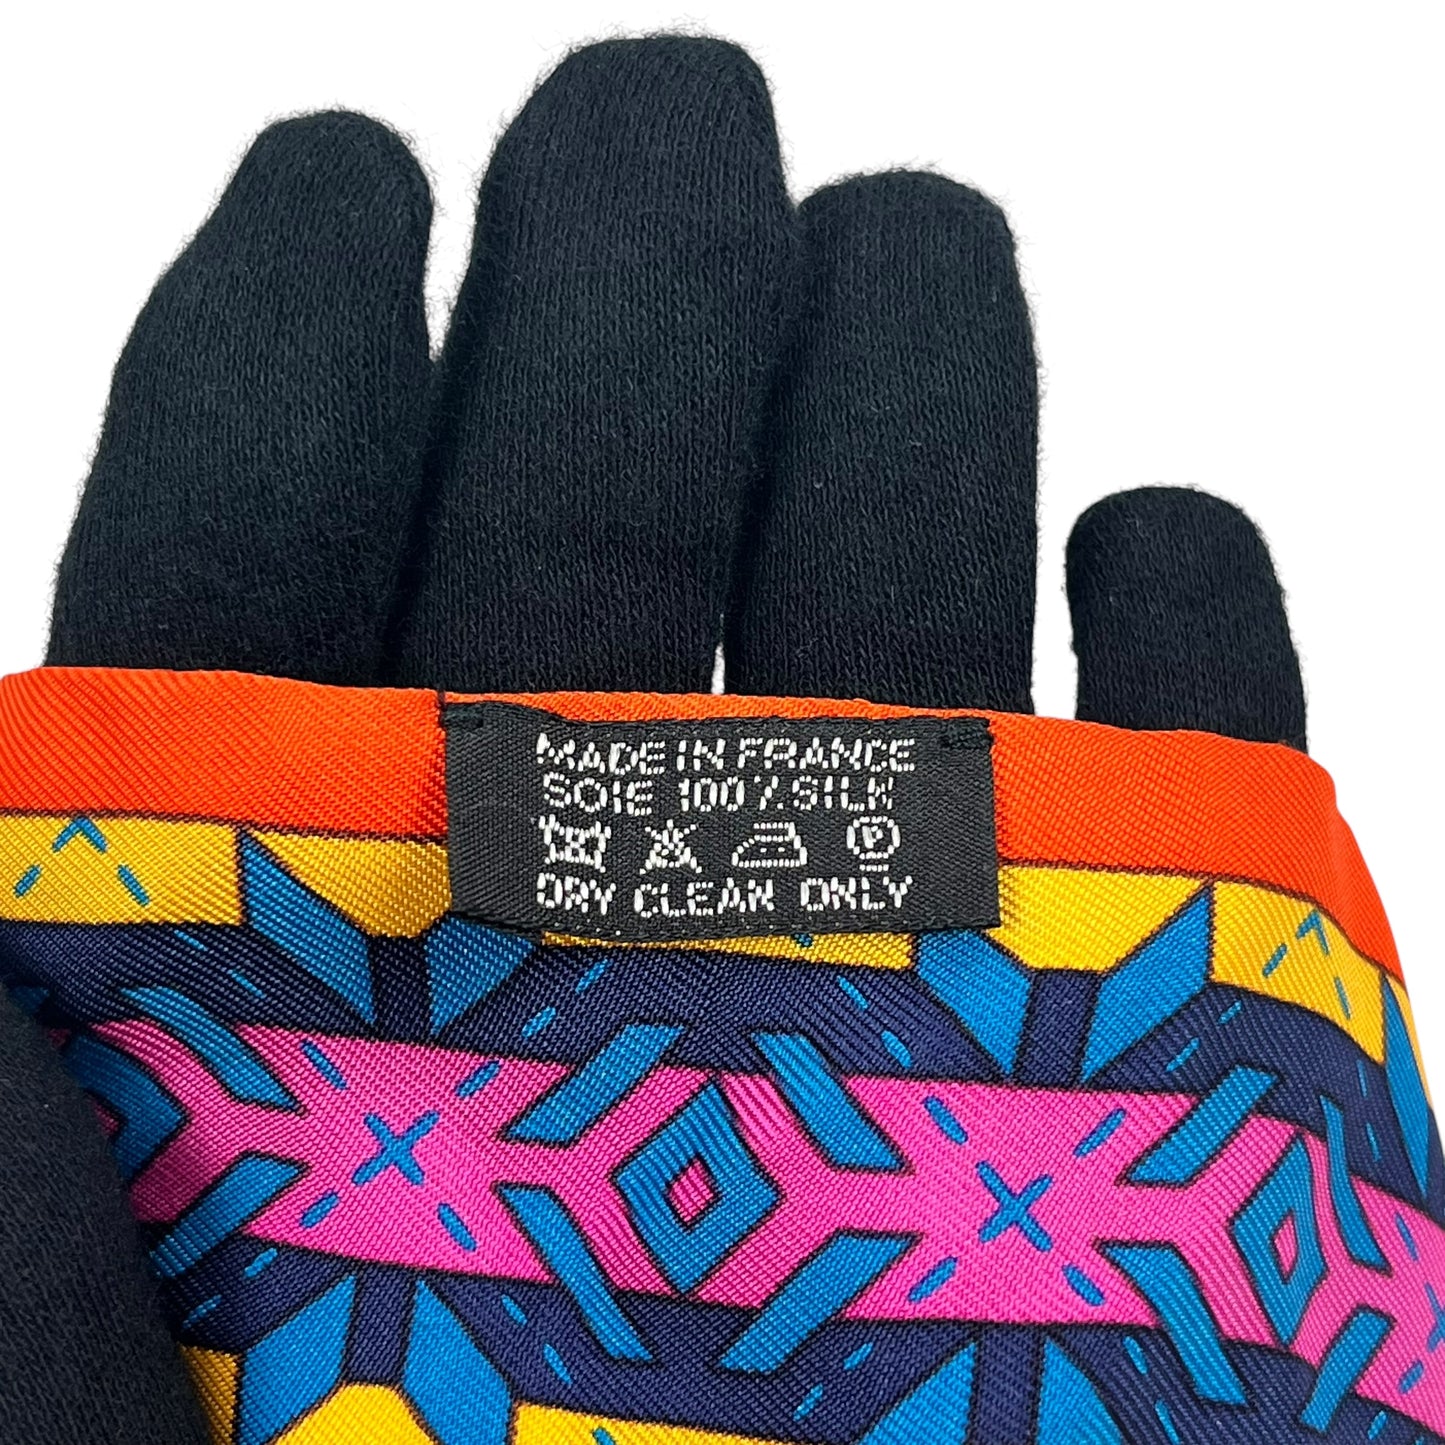 MADE IN FRANCE
SOIE 100% SILK
P
DRY CLEAN ONLY